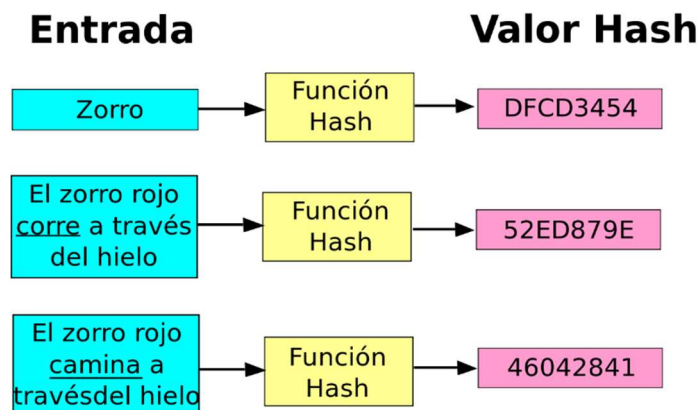 Entrada
Valor Hash
Zorro
Función
Hash
DFCD3454
El zorro rojo
corre a través
del hielo
Función
Hash
52ED879E
El zorro rojo
camina a
travésdel hielo
Función
Hash
46042841